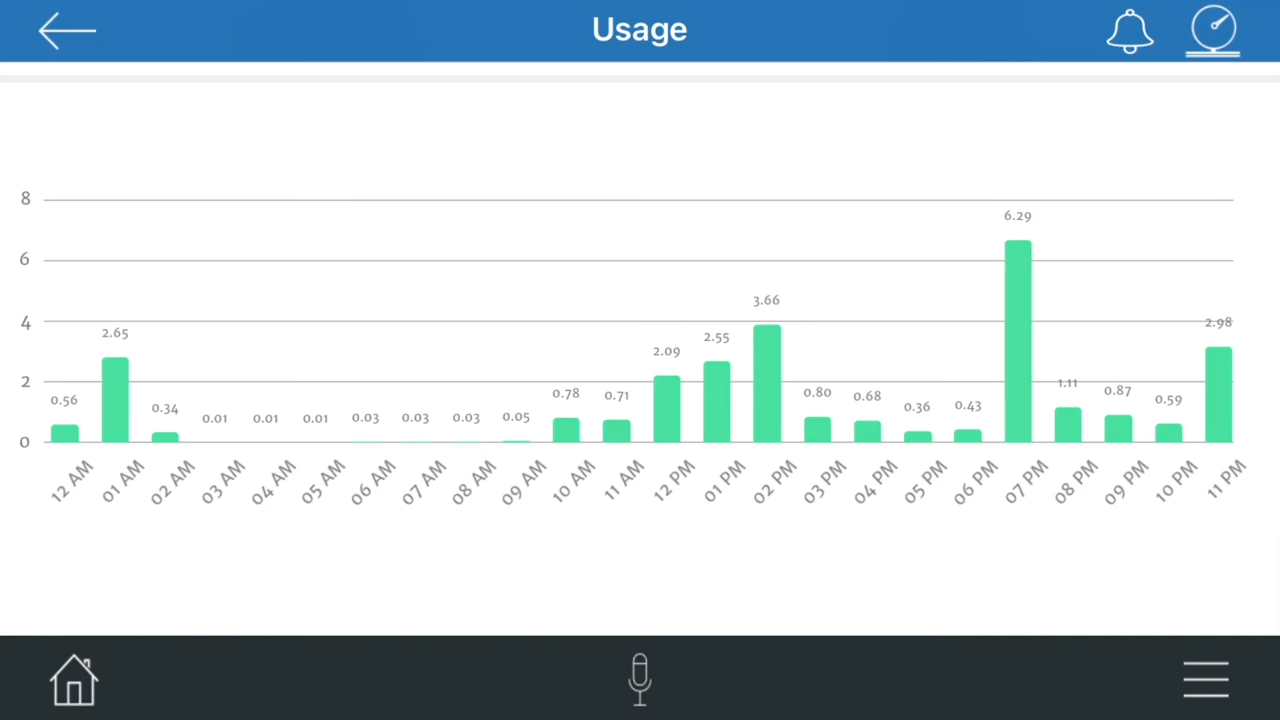 Usage
8
6
4
2
0
0.56
2.65
0.34
0.01
0.01
0.01
0.03
0.03
0.03
0.05
0.78
0.71
2.09
2.55
3.66
0.80
0.68
0.36
0.43
6.29
1.11
0.87
0.59
2.98
12 AM
01 AM
02 AM
03 AM
04 AM
05 AM
06 AM
07 AM
08 AM
09 AM
10 AM
11 AM
12 PM
01 PM
02 PM
03 PM
04 PM
05 PM
06 PM
07 PM
08 PM
09 PM
10 PM
11 PM